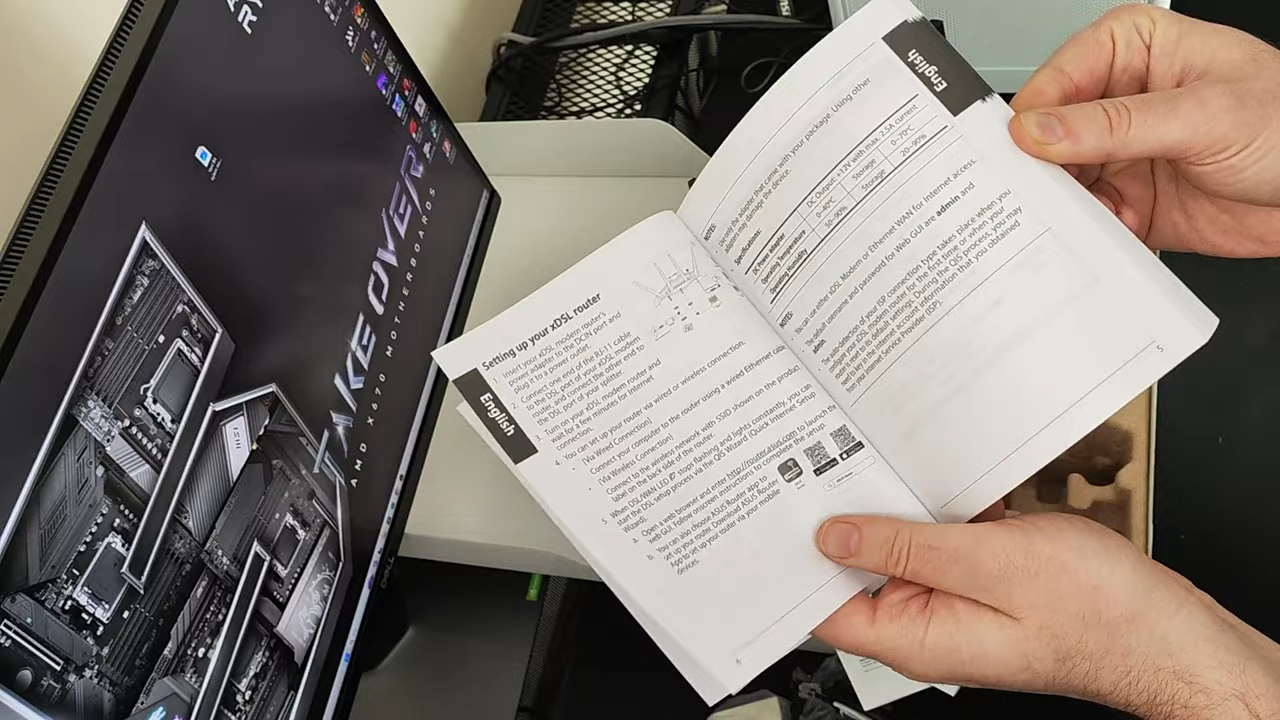 RY
TAKE OVER
AMD X670 MOTHERBOARDS
English
Setting up your xDSL router
1. Insert your xDSL modem router's
power adapter to the DCIN port and
plug it to a power outlet.
2. Connect one end of the RJ-11 cable
to the DSL port of your xDSL modem
router, and connect the other end to
the DSL port of your splitter.
3. Turn on your xDSL modem router and
wait for a few minutes for Internet
connection.
4. You can set up your router via wired or wireless connection.
• [Via Wired Connection]
Connect your computer to the router using a wired Ethernet cable.
• [Via Wireless Connection]
Connect to the wireless network with SSID shown on the product
label on the back side of the router.
5. When DSL/WAN LED stops flashing and lights constantly, you can
start the DSL setup process via the QIS Wizard (Quick Internet Setup
Wizard).
a. Open a web browser and enter http://router.asus.com to launch the
web GUI. Follow onscreen instructions to complete the setup.
b. You can also choose ASUS Router app to
set up your router. Download ASUS Router
App to set up your router via your mobile
devices.
English
NOTES:
Use only the adapter that came with your package. Using other
adapters may damage the device.
Specifications:
DC Power adapter DC Output: +12V with max. 2.5A current
Operating Temperature 0~40°C Storage 0~70°C
Operating Humidity 50~90% Storage 20~90%
NOTES:
You can use either xDSL Modem or Ethernet WAN for Internet access.
The default username and password for Web GUI are admin and
admin.
• The auto-detection of your ISP connection type takes place when you
configure your xDSL modem router for the first time or when your
router is reset to its default settings. During the QIS process, you may
need to key in the Internet account information that you obtained
from your Internet Service Provider (ISP).
5